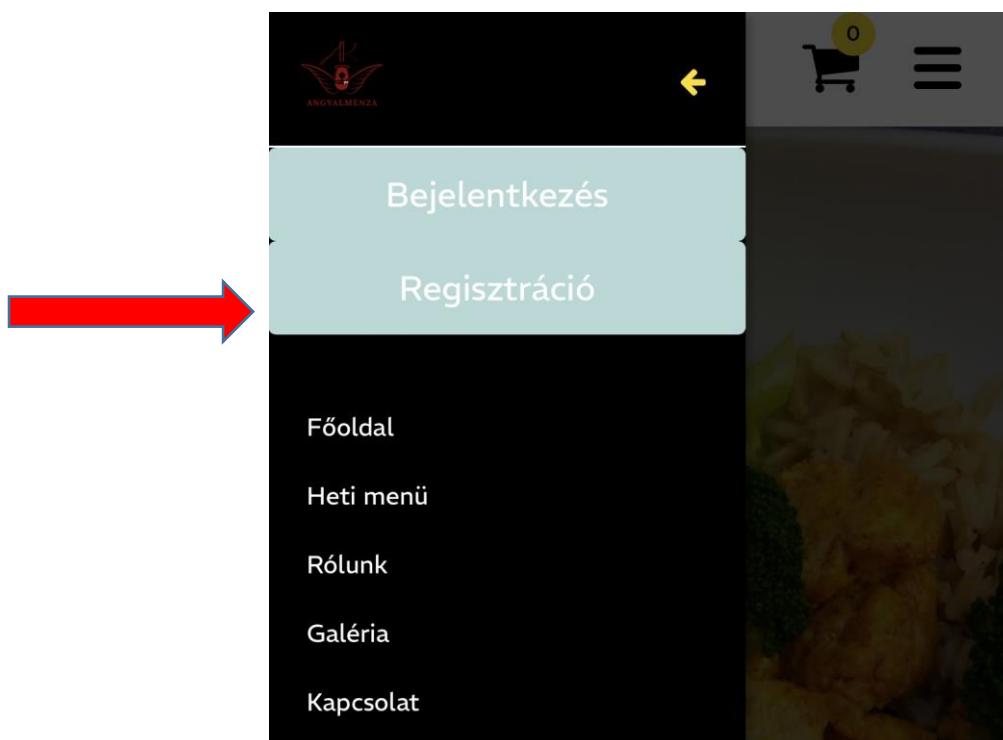 ANGYALMENZA
0
Bejelentkezés
Regisztráció
Főoldal
Heti menü
Rólunk
Galéria
Kapcsolat